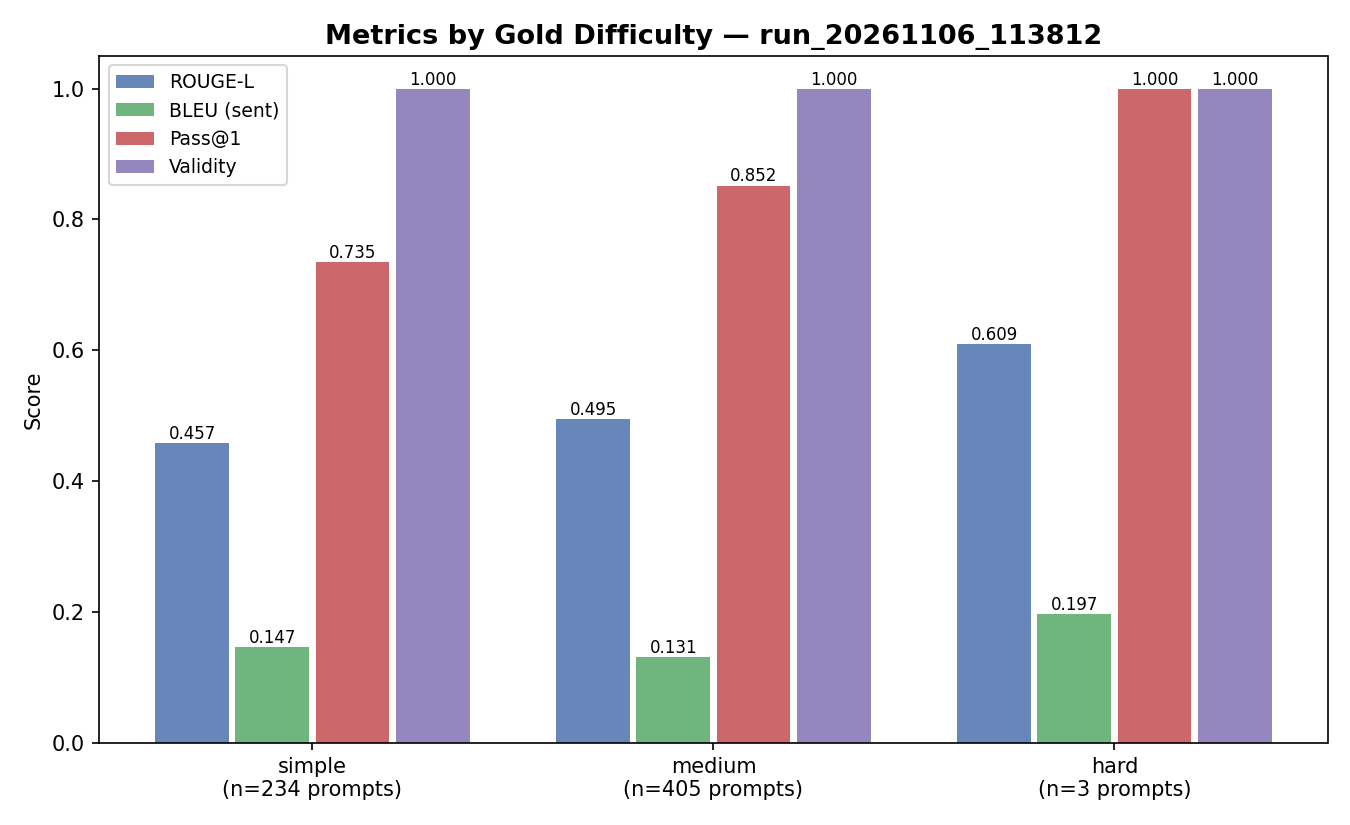 Metrics by Gold Difficulty — run_20261106_113812
ROUGE-L
BLEU (sent)
Pass@1
Validity
Score
1.0
0.8
0.6
0.4
0.2
0.0
0.457
0.147
0.735
1.000
0.495
0.131
0.852
1.000
0.609
0.197
1.000
1.000
simple
(n=234 prompts)
medium
(n=405 prompts)
hard
(n=3 prompts)